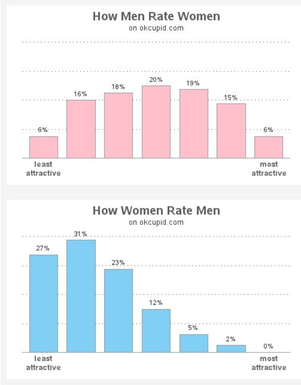 How Men Rate Women
on okcupid.com
6%
16%
18%
20%
19%
15%
6%
least
attractive
most
attractive
How Women Rate Men
on okcupid.com
27%
31%
23%
12%
5%
2%
0%
least
attractive
most
attractive